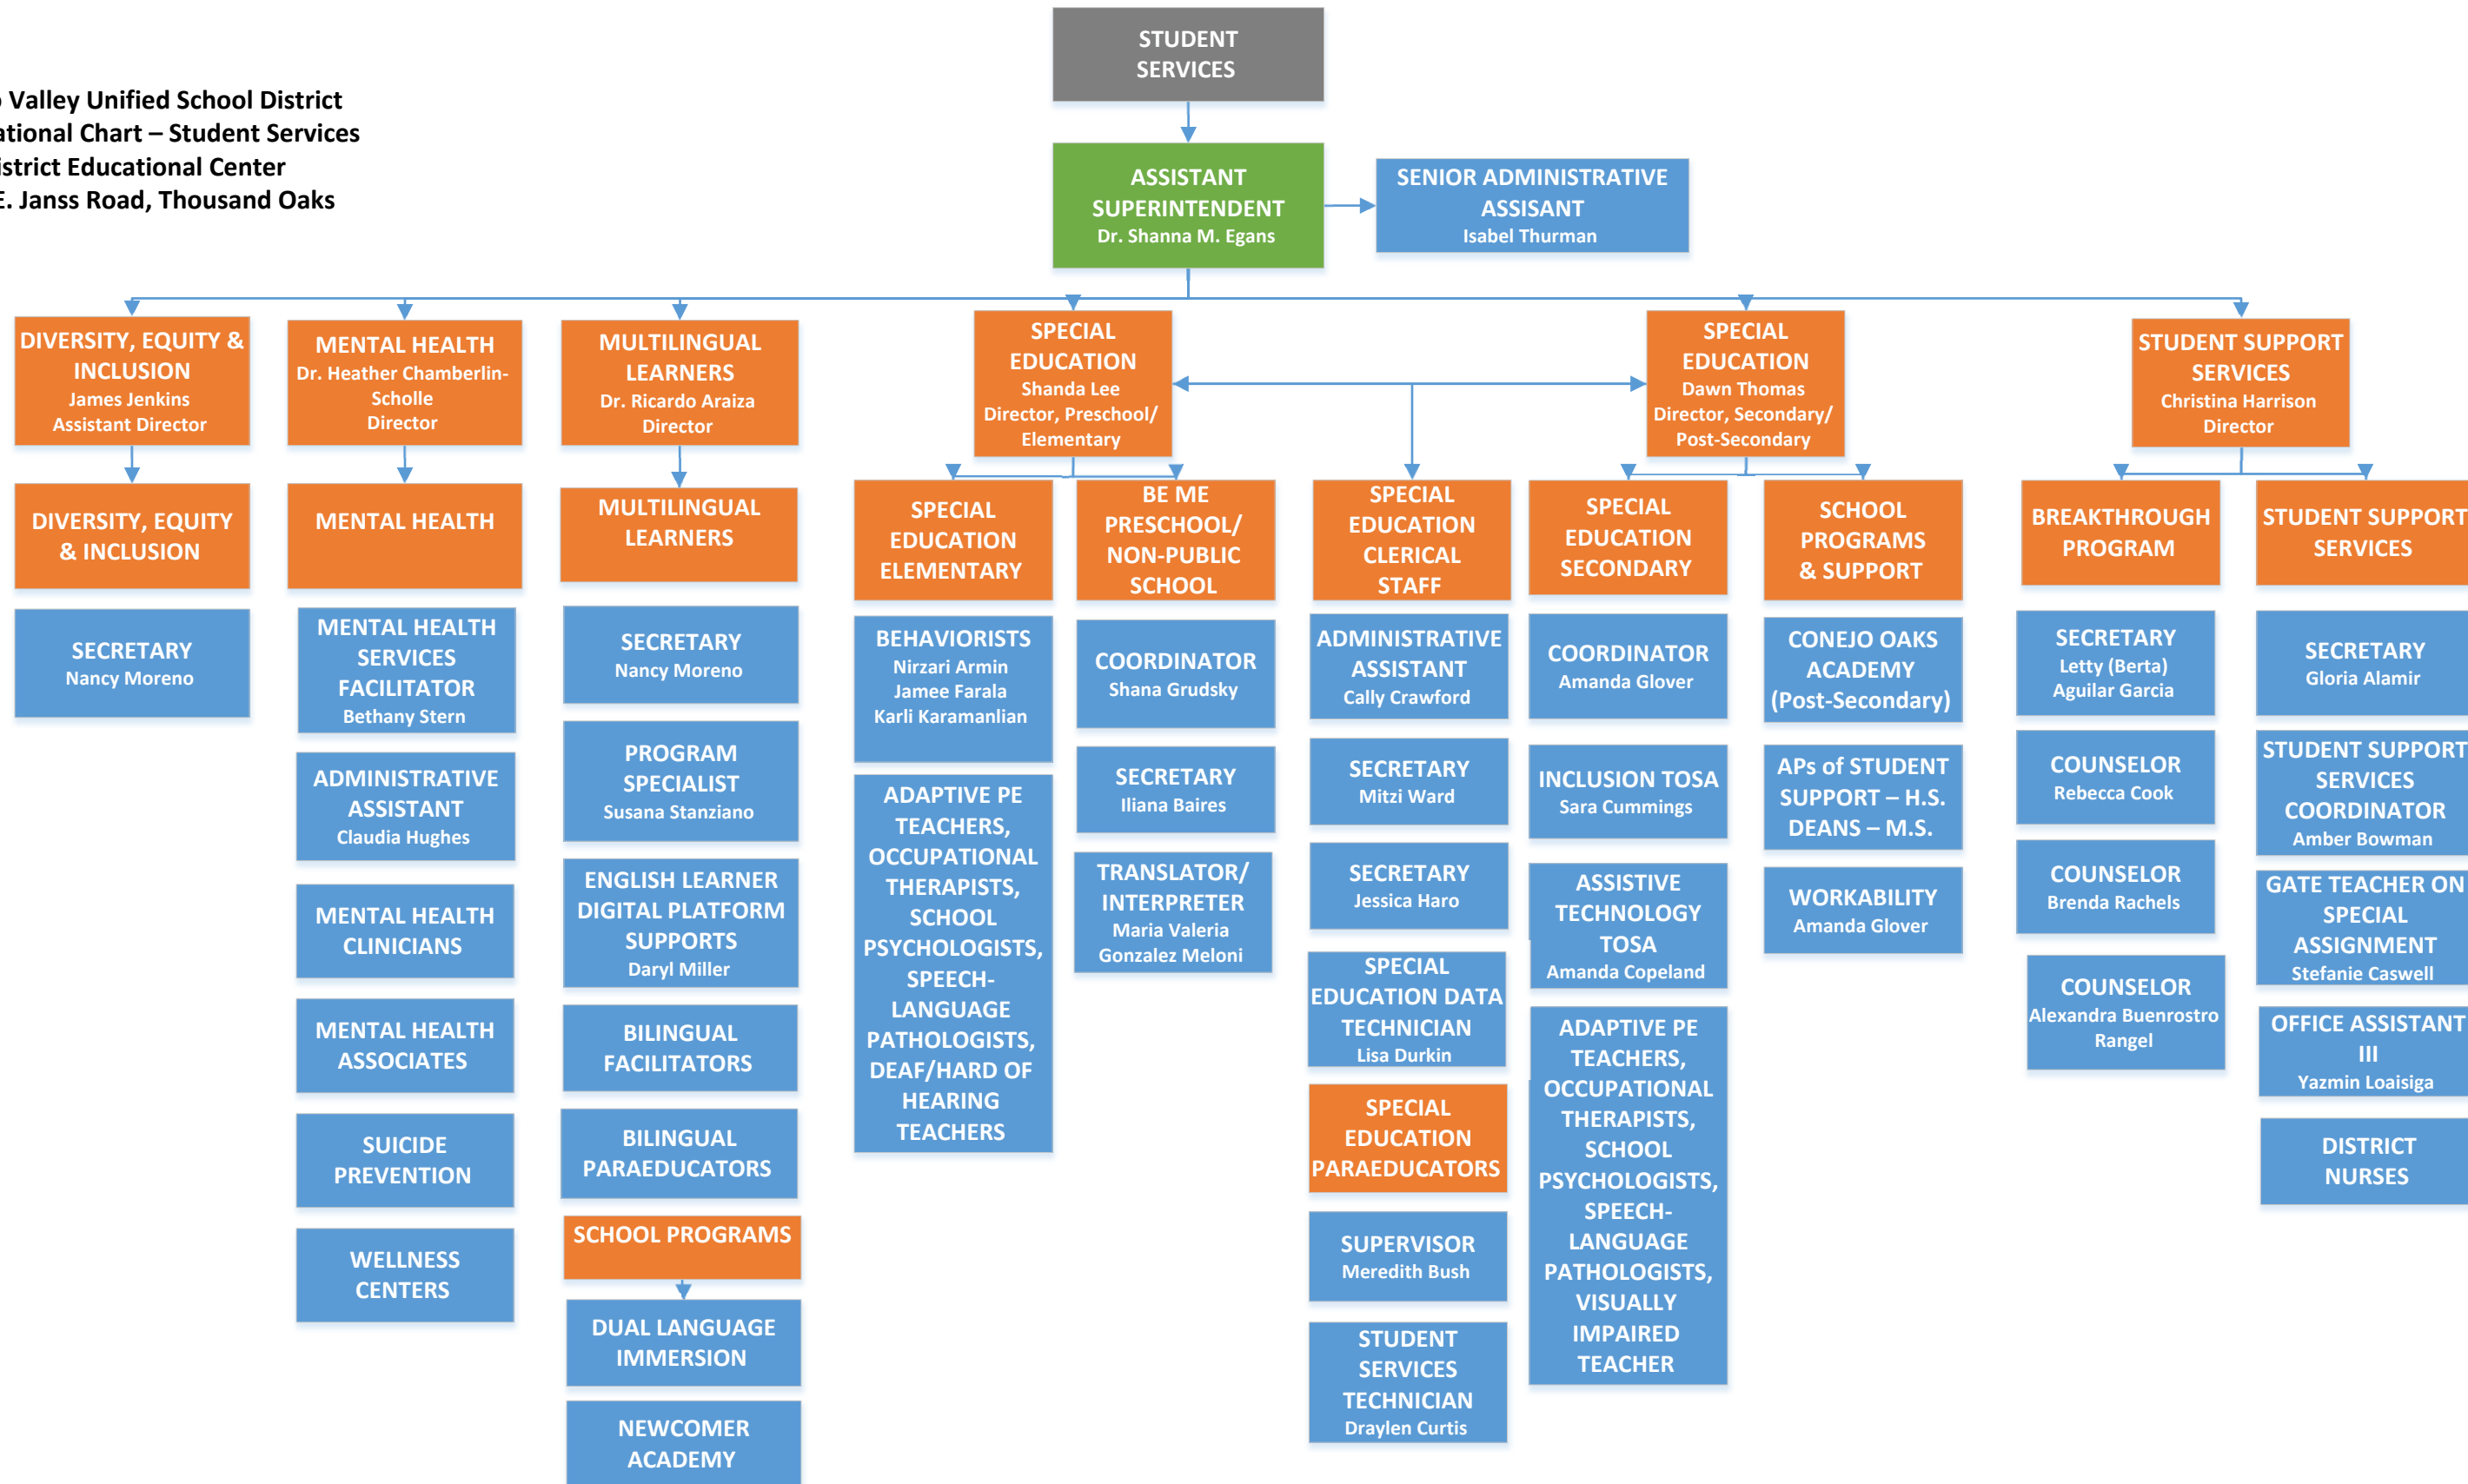 STUDENT
SERVICES
Valley Unified School District
Chart – Student Services
Educational Center
E. Janss Road, Thousand Oaks
ASSISTANT
SUPERINTENDENT
Dr. Shanna M. Egans
SENIOR ADMINISTRATIVE
ASSISANT
Isabel Thurman
DIVERSITY, EQUITY &
INCLUSION
James Jenkins
Assistant Director
MENTAL HEALTH
Dr. Heather Chamberlin-
Scholle
Director
MULTILINGUAL
LEARNERS
Dr. Ricardo Araiza
Director
SPECIAL
EDUCATION
Shanda Lee
Director, Preschool/
Elementary
SPECIAL
EDUCATION
Dawn Thomas
Director, Secondary/
Post-Secondary
STUDENT SUPPORT
SERVICES
Christina Harrison
Director
DIVERSITY, EQUITY
& INCLUSION
SECRETARY
Nancy Moreno
MENTAL HEALTH
MENTAL HEALTH
SERVICES
FACILITATOR
Bethany Stern
ADMINISTRATIVE
ASSISTANT
Claudia Hughes
MENTAL HEALTH
CLINICIANS
MENTAL HEALTH
ASSOCIATES
SUICIDE
PREVENTION
WELLNESS
CENTERS
MULTILINGUAL
LEARNERS
SECRETARY
Nancy Moreno
PROGRAM
SPECIALIST
Susana Stanziano
ENGLISH LEARNER
DIGITAL PLATFORM
SUPPORTS
Daryl Miller
BILINGUAL
FACILITATORS
BILINGUAL
PARAEDUCATORS
SCHOOL PROGRAMS
DUAL LANGUAGE
IMMERSION
NEWCOMER
ACADEMY
SPECIAL
EDUCATION
ELEMENTARY
BEHAVIORISTS
Nirzari Armin
Jamee Farala
Karli Karamanlian
ADAPTIVE PE
TEACHERS,
OCCUPATIONAL
THERAPISTS,
SCHOOL
PSYCHOLOGISTS,
SPEECH-
LANGUAGE
PATHOLOGISTS,
DEAF/HARD OF
HEARING
TEACHERS
BE ME
PRESCHOOL/
NON-PUBLIC
SCHOOL
COORDINATOR
Shana Grudsky
SECRETARY
Iliana Baires
TRANSLATOR/
INTERPRETER
Maria Valeria
Gonzalez Meloni
SPECIAL
EDUCATION
CLERICAL
STAFF
ADMINISTRATIVE
ASSISTANT
Cally Crawford
SECRETARY
Mitzi Ward
SECRETARY
Jessica Haro
SPECIAL
EDUCATION DATA
TECHNICIAN
Lisa Durkin
SPECIAL
EDUCATION
PARAEDUCATORS
SUPERVISOR
Meredith Bush
STUDENT
SERVICES
TECHNICIAN
Draylen Curtis
SPECIAL
EDUCATION
SECONDARY
COORDINATOR
Amanda Glover
INCLUSION TOSA
Sara Cummings
ASSISTIVE
TECHNOLOGY
TOSA
Amanda Copeland
ADAPTIVE PE
TEACHERS,
OCCUPATIONAL
THERAPISTS,
SCHOOL
PSYCHOLOGISTS,
SPEECH-
LANGUAGE
PATHOLOGISTS,
VISUALLY
IMPAIRED
TEACHER
SCHOOL
PROGRAMS
& SUPPORT
CONEJO OAKS
ACADEMY
(Post-Secondary)
APs of STUDENT
SUPPORT – H.S.
DEANS – M.S.
WORKABILITY
Amanda Glover
BREAKTHROUGH
PROGRAM
SECRETARY
Letty (Berta)
Aguilar Garcia
COUNSELOR
Rebecca Cook
COUNSELOR
Brenda Rachels
COUNSELOR
Alexandra Buenrostro
Rangel
STUDENT SUPPORT
SERVICES
SECRETARY
Gloria Alamir
STUDENT SUPPORT
SERVICES
COORDINATOR
Amber Bowman
GATE TEACHER ON
SPECIAL
ASSIGNMENT
Stefanie Caswell
OFFICE ASSISTANT
III
Yazmin Loaisiga
DISTRICT
NURSES